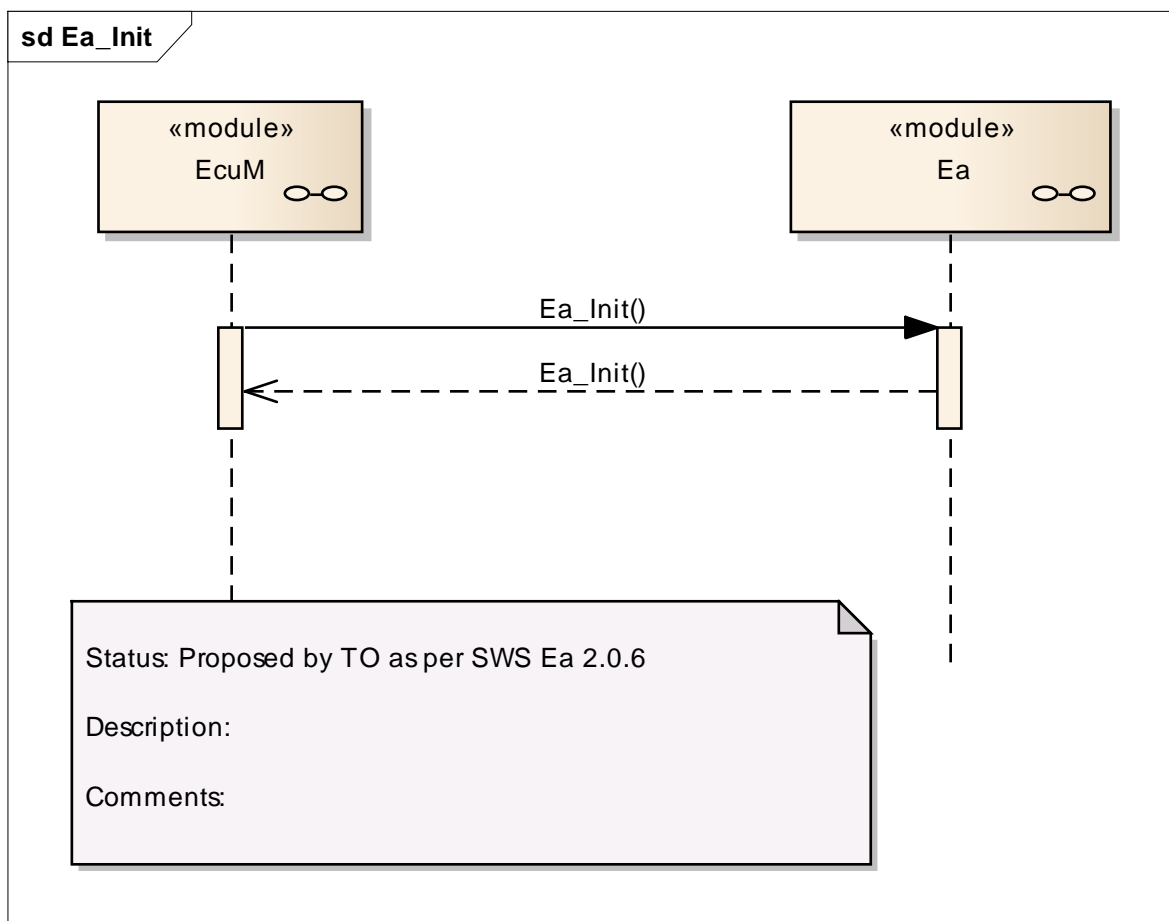 sd Ea_Init
«module»
EcuM
«module»
Ea
Ea_Init()
Ea_Init()
Status: Proposed by TO as per SWS Ea 2.0.6
Description:
Comments: